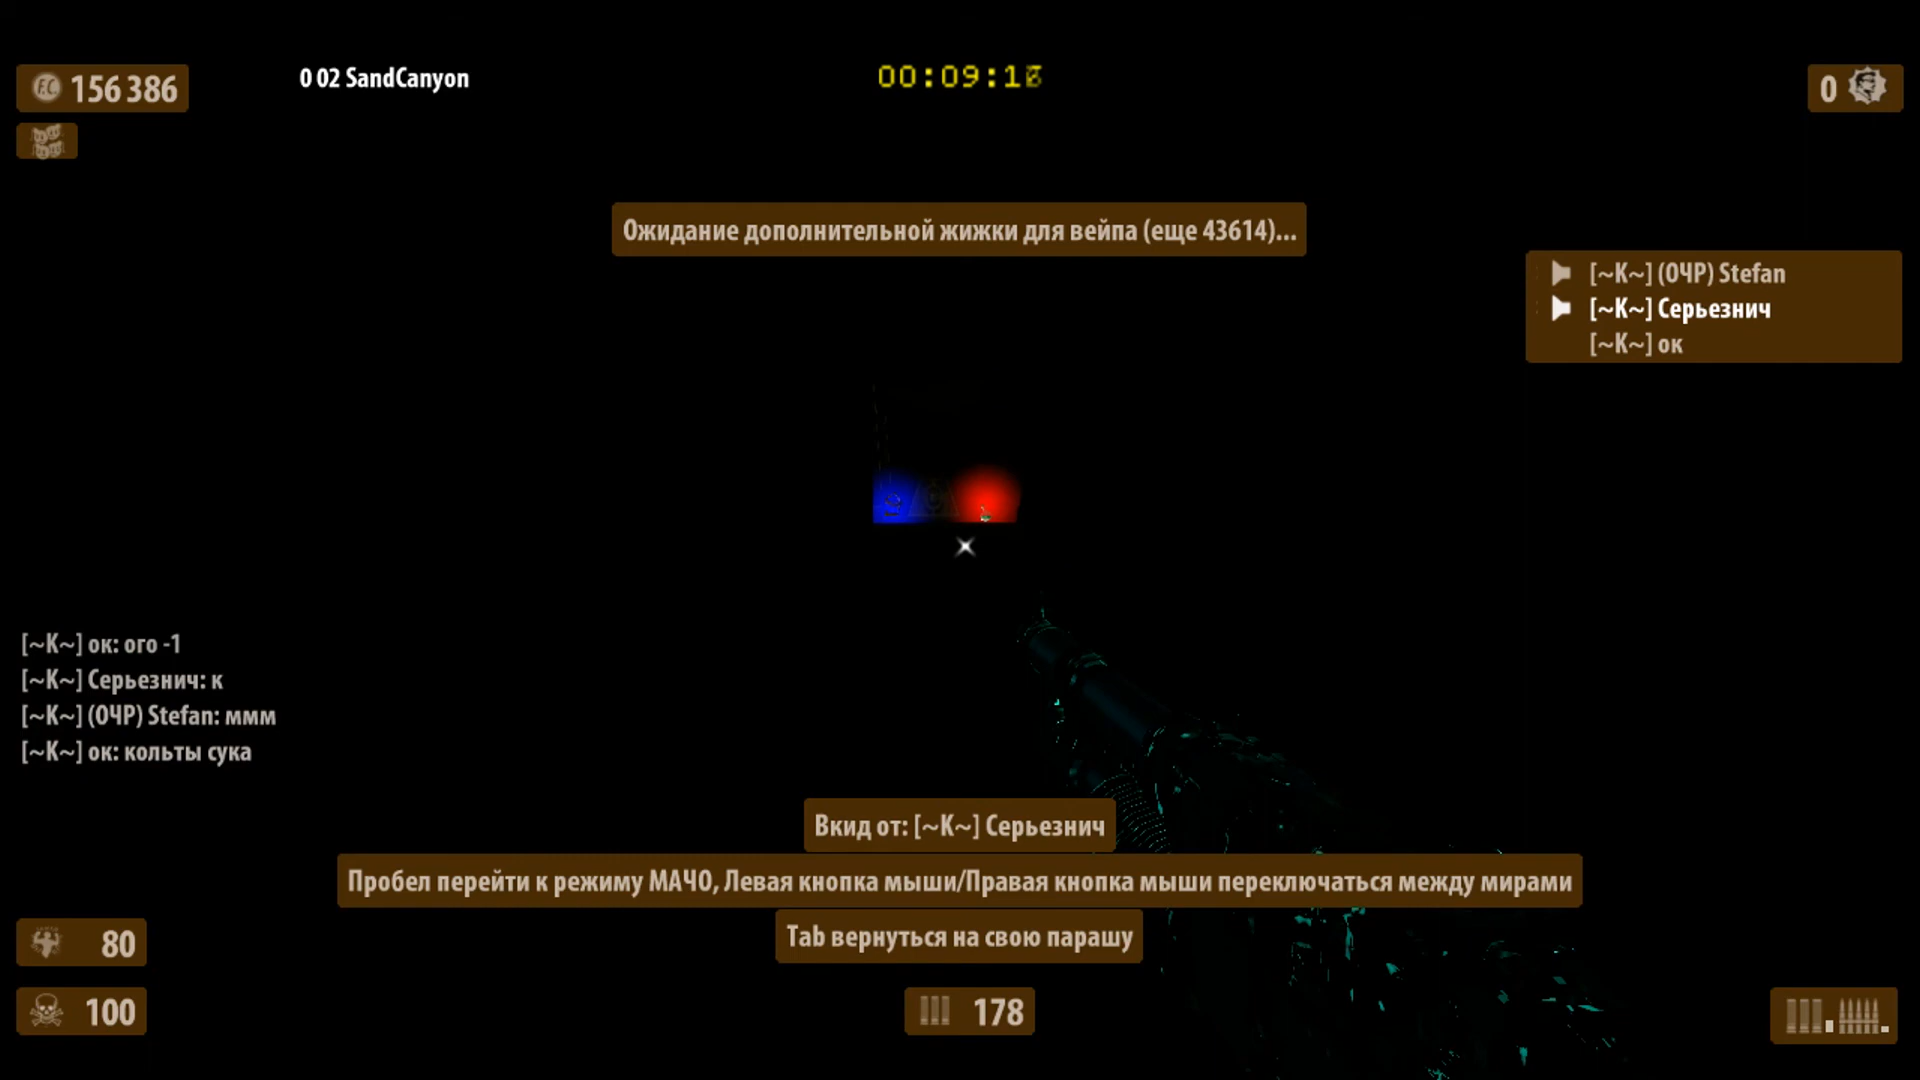 156 386
0 02 SandCanyon
00:09:18
0
Ожидание дополнительной жижки для вейпа (еще 43614)...
[~K~] (ОЧР) Stefan
[~K~] Серьезнич
[~K~] ок
[~K~] ок: ого -1
[~K~] Серьезнич: к
[~K~] (ОЧР) Stefan: ммм
[~K~] ок: кольты сука
Вкид от: [~K~] Серьезнич
Пробел перейти к режиму МАЧО, Левая кнопка мыши/Правая кнопка мыши переключаться между мирами
Tab вернуться на свою парашу
80
100
178